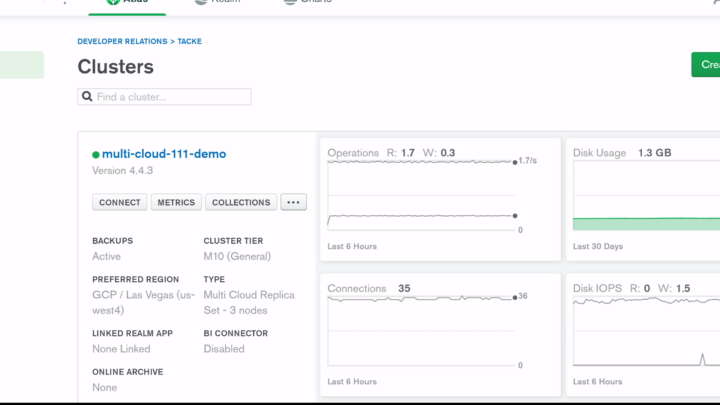 Atlas Realm Charts
DEVELOPER RELATIONS > TACKE
Clusters
Crea
Find a cluster...
multi-cloud-111-demo
Version 4.4.3
CONNECT METRICS COLLECTIONS ...
BACKUPS CLUSTER TIER
Active M10 (General)
PREFERRED REGION TYPE
GCP / Las Vegas (us- Multi Cloud Replica
west4) Set - 3 nodes
LINKED REALM APP BI CONNECTOR
None Linked Disabled
ONLINE ARCHIVE
None
Operations R: 1.7 W: 0.3
1.7/s
0
Last 6 Hours
Disk Usage 1.3 GB
Last 30 Days
Connections 35
36
0
Last 6 Hours
Disk IOPS R: 0 W: 1.5
Last 6 Hours